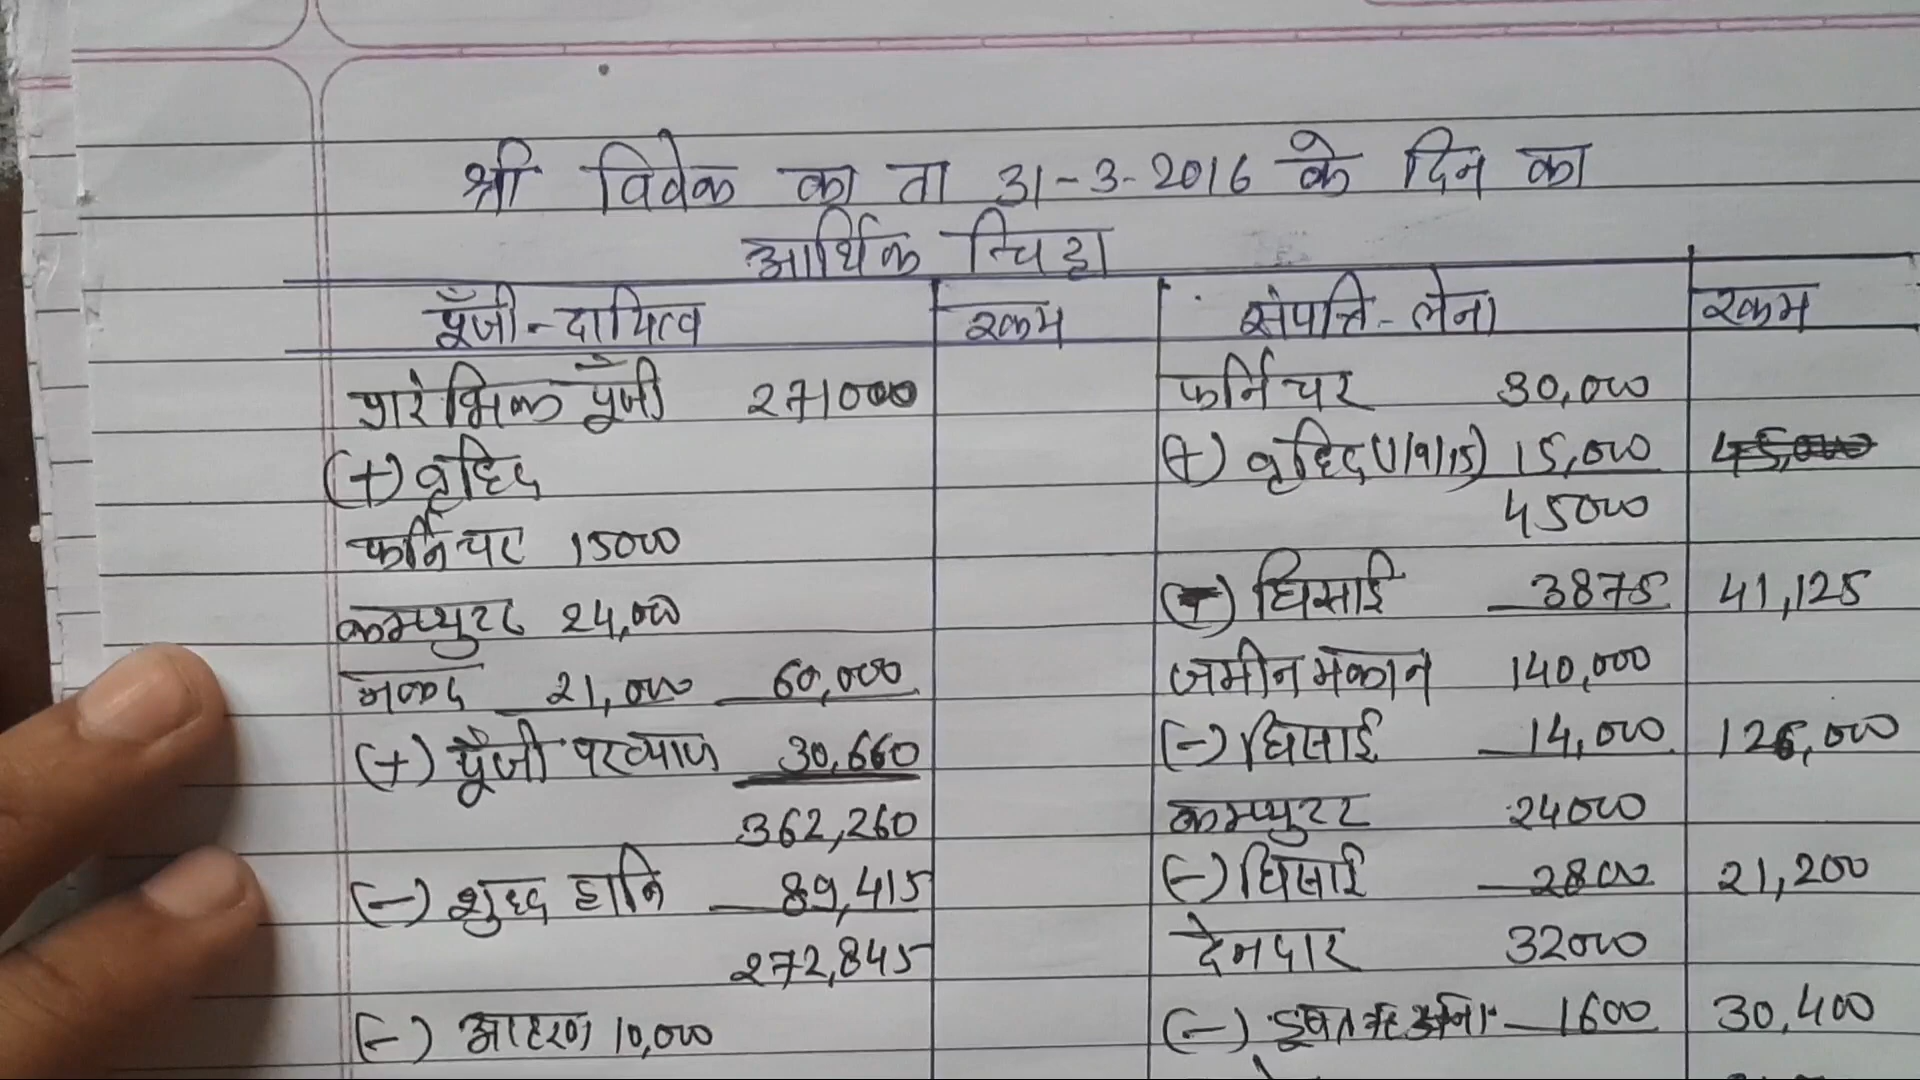 श्री विवेक का ता 31-3-2016 के दिन का
आर्थिक चिठ्ठा
पूँजी-दायित्व रकम संपत्ति-लेना रकम
प्रारंभिक पूँजी 271000 फर्निचर 30,000
(+) वृद्धि (+) वृद्धि (1/9/15) 15,000 45,000
45000
फर्निचर 15000
(-) घिसाई 3875 41,125
कम्प्युटर 24,000
जमीन मकान 140,000
नकद 21,000 60,000
(+) पूँजी पर ब्याज 30,660 (-) घिसाई 14,000 126,000
362,260 कम्प्युटर 24000
(-) शुद्ध हानि 89,415 (-) घिसाई 2800 21,200
272,845 देनदार 32000
(-) आहरण 10,000 (-) 1600 30,400